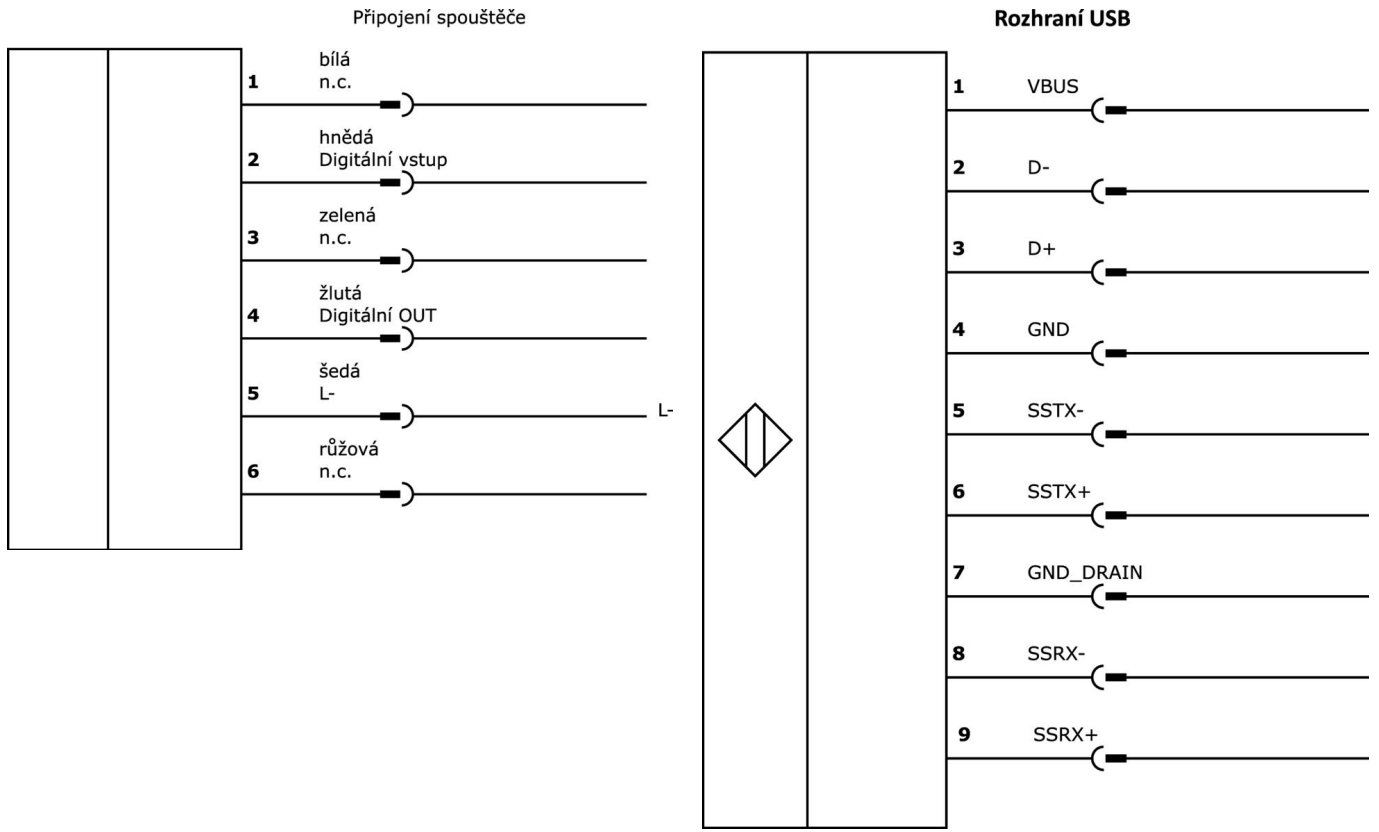 Připojení spouštěče
bílá
1 n.c.
hnědá
2 Digitální vstup
zelená
3 n.c.
žlutá
4 Digitální OUT
šedá
5 L-
L-
růžová
6 n.c.
Rozhraní USB
1 VBUS
2 D-
3 D+
4 GND
5 SSTX-
6 SSTX+
7 GND_DRAIN
8 SSRX-
9 SSRX+